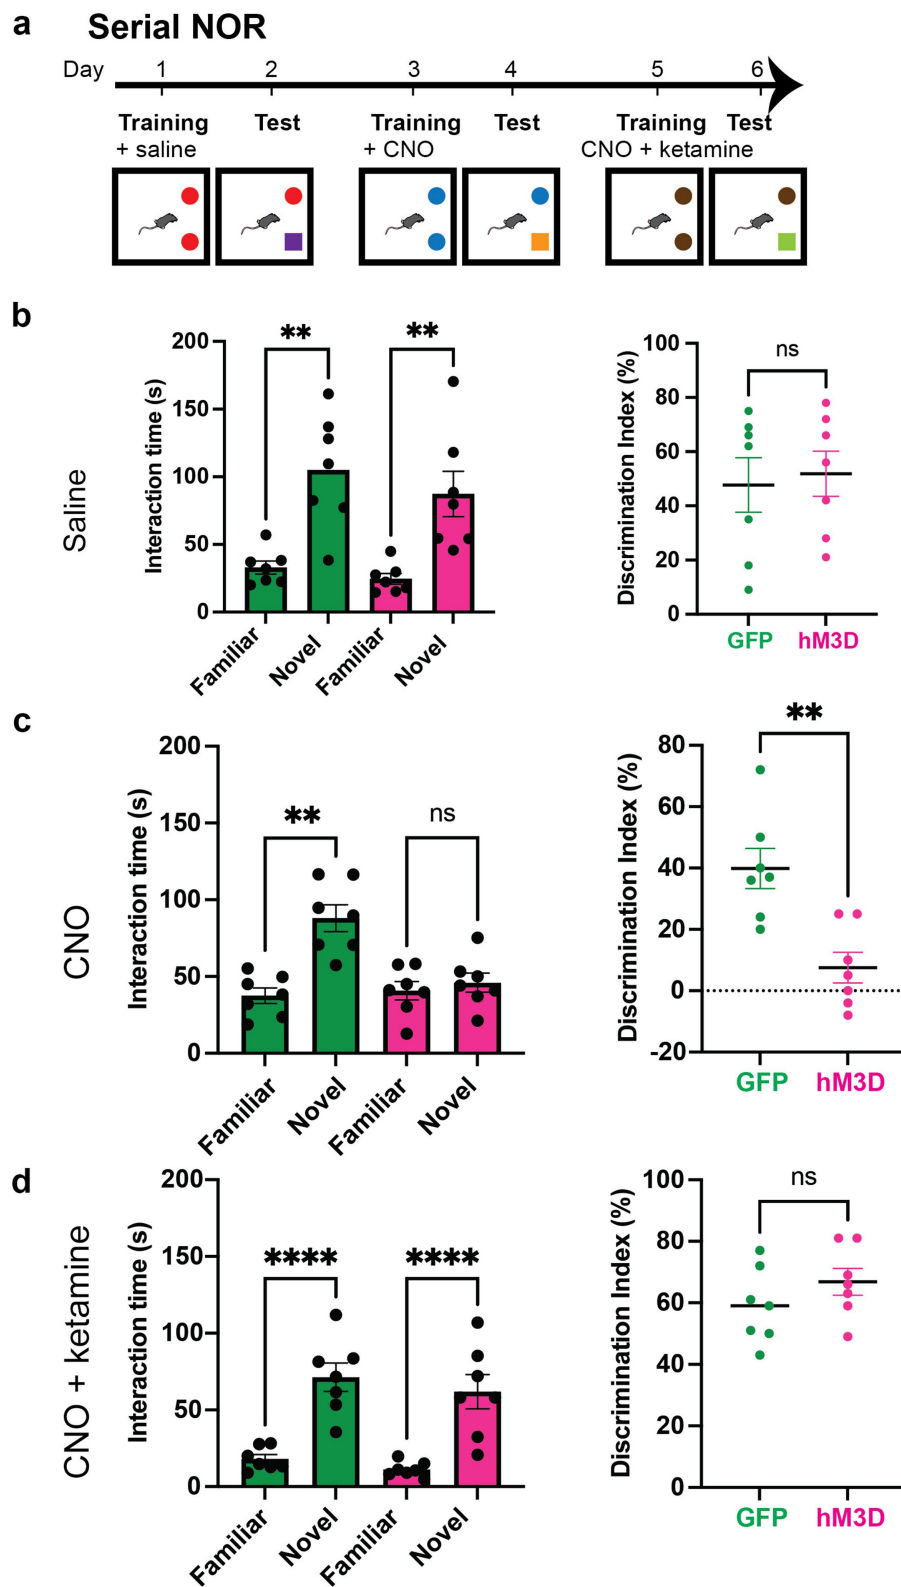 a Serial NOR
Day 1 2 3 4 5 6
Training Test Training Test Training Test
+ saline + CNO CNO + ketamine
b
Saline
Interaction time (s)
200
150
100
50
0
** **
Familiar Novel Familiar Novel
Discrimination Index (%)
100
80
60
40
20
0
ns
GFP hM3D
c
CNO
Interaction time (s)
200
150
100
50
0
** ns
Familiar Novel Familiar Novel
Discrimination Index (%)
80
60
40
20
0
-20
**
GFP hM3D
d
CNO + ketamine
Interaction time (s)
200
150
100
50
0
**** ****
Familiar Novel Familiar Novel
Discrimination Index (%)
100
80
60
40
20
0
ns
GFP hM3D